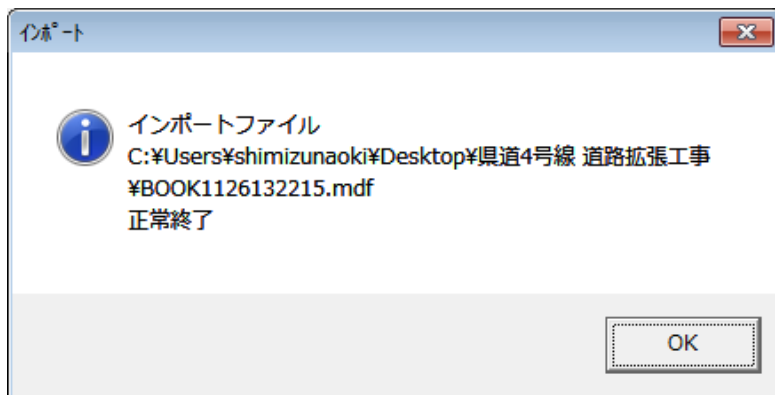 ｲﾝﾎﾟｰﾄ
インポートファイル
C:¥Users¥shimizunaoki¥Desktop¥県道4号線 道路拡張工事
¥BOOK1126132215.mdf
正常終了
OK